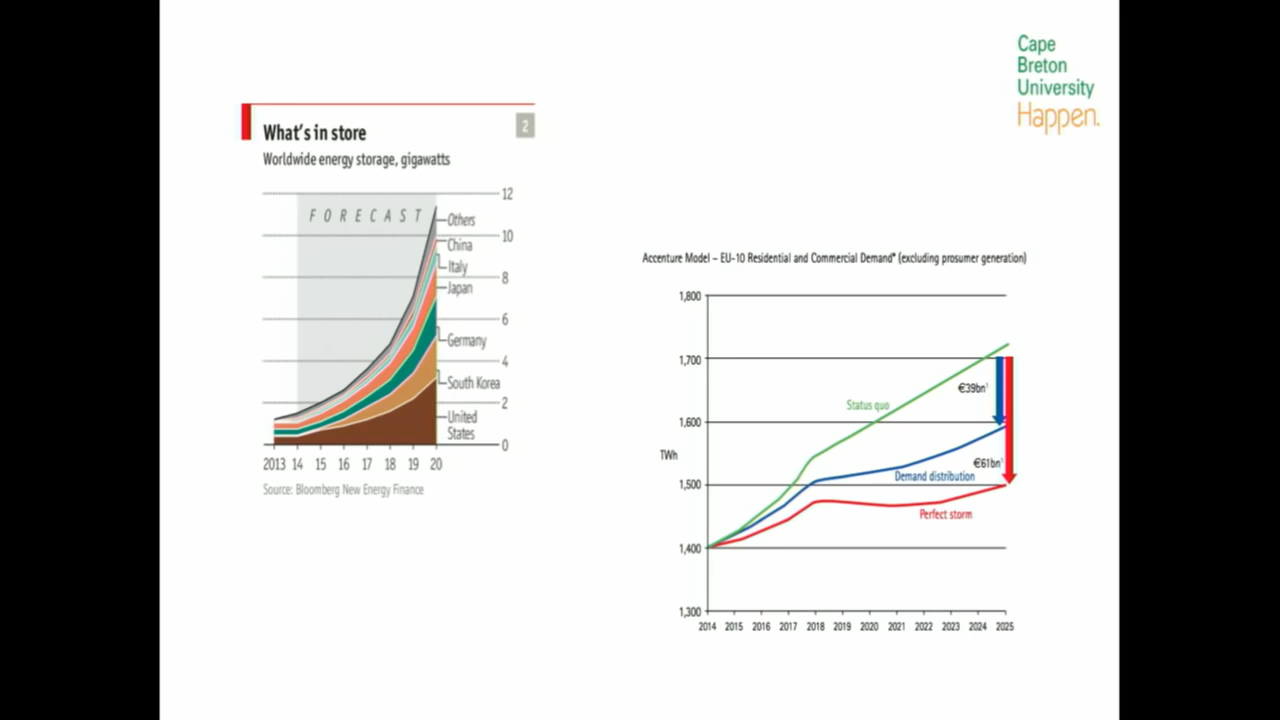 Cape
Breton
University
Happen.
What's in store
2
Worldwide energy storage, gigawatts
FORECAST
12
10
8
6
4
2
0
Others
China
Italy
Japan
Germany
South Korea
United
States
2013 14 15 16 17 18 19 20
Source: Bloomberg New Energy Finance
Accenture Model – EU-10 Residential and Commercial Demand* (excluding prosumer generation)
1,800
1,700
1,600
1,500
1,400
1,300
TWh
Status quo
€39bn¹
€61bn¹
Demand distribution
Perfect storm
2014 2015 2016 2017 2018 2019 2020 2021 2022 2023 2024 2025